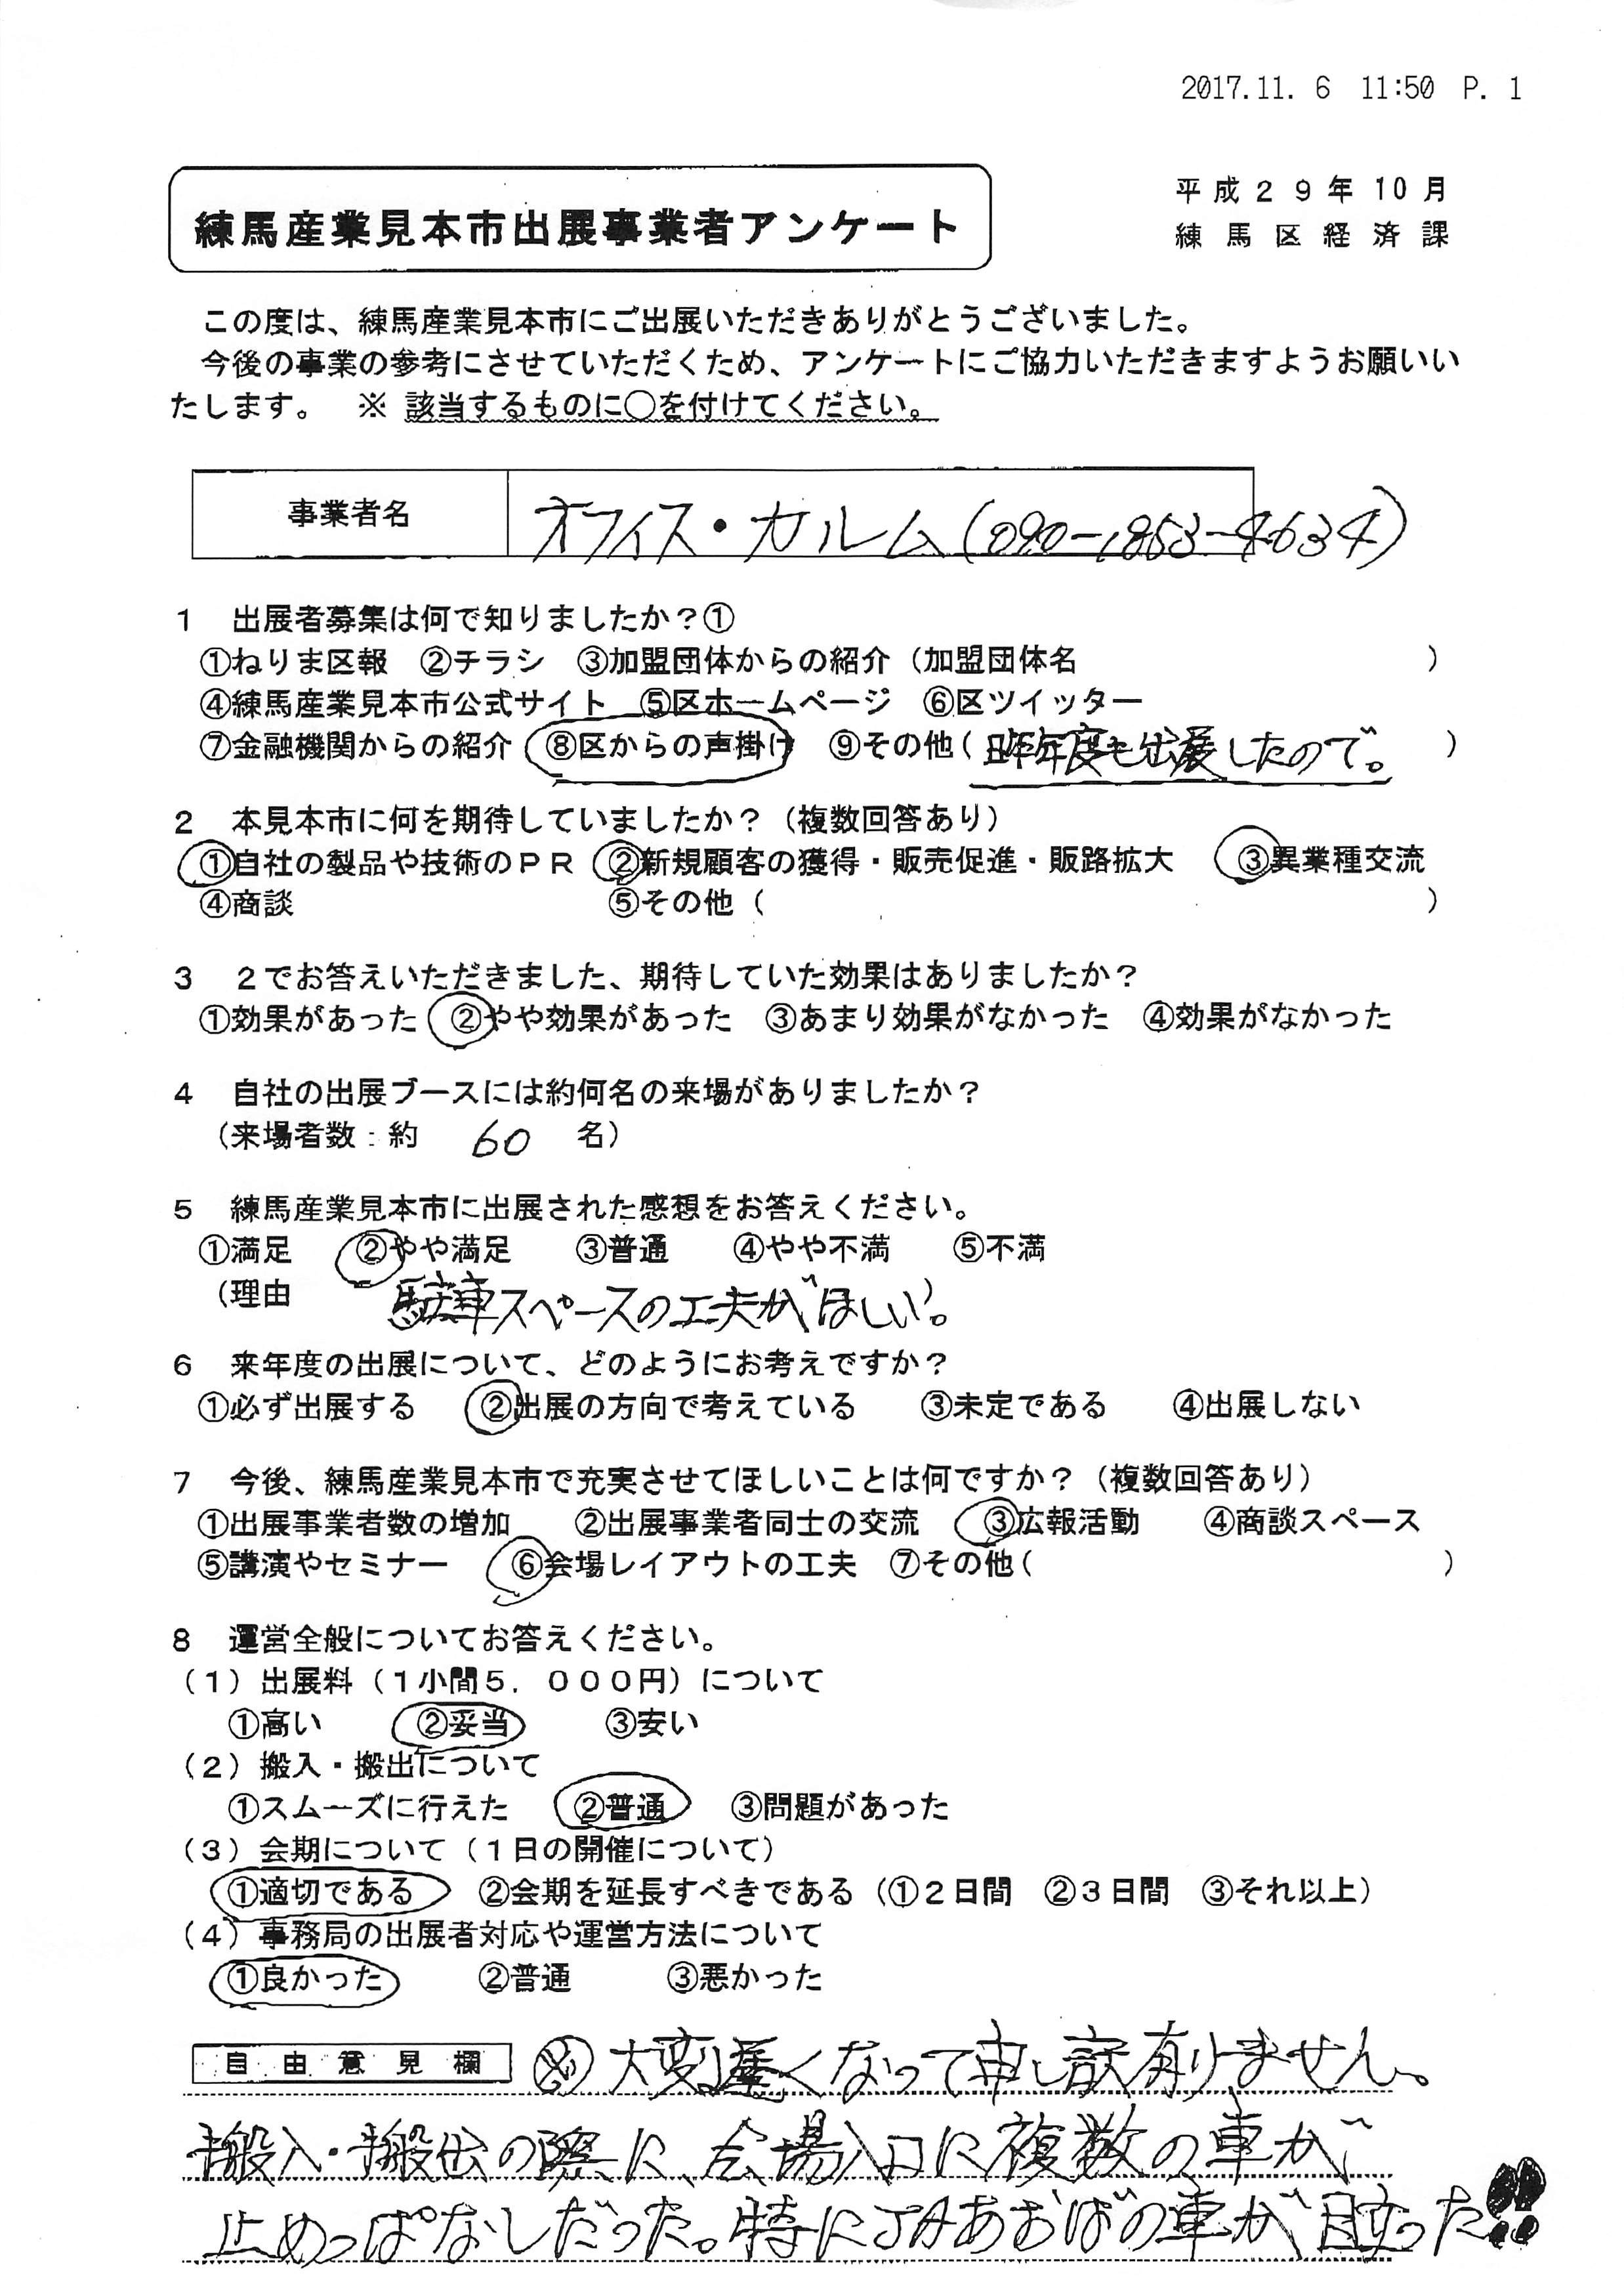 2017.11. 6 11:50 P. 1
平成２９年10月
練馬区経済課
練馬産業見本市出展事業者アンケート
この度は、練馬産業見本市にご出展いただきありがとうございました。
今後の事業の参考にさせていただくため、アンケートにご協力いただきますようお願いい
たします。 ※ 該当するものに○を付けてください。
事業者名 オフィス・カルム(090-1853-4634)
１ 出展者募集は何で知りましたか？①
①ねりま区報 ②チラシ ③加盟団体からの紹介（加盟団体名 ）
④練馬産業見本市公式サイト ⑤区ホームページ ⑥区ツイッター
⑦金融機関からの紹介 ⑧区からの声掛け ⑨その他( 昨年度も出展したので。 )
２ 本見本市に何を期待していましたか？（複数回答あり）
①自社の製品や技術のＰＲ ②新規顧客の獲得・販売促進・販路拡大 ③異業種交流
④商談 ⑤その他（ ）
３ ２でお答えいただきました、期待していた効果はありましたか？
①効果があった ②やや効果があった ③あまり効果がなかった ④効果がなかった
４ 自社の出展ブースには約何名の来場がありましたか？
（来場者数：約 60 名）
５ 練馬産業見本市に出展された感想をお答えください。
①満足 ②やや満足 ③普通 ④やや不満 ⑤不満
（理由 駐車スペースの工夫がほしい。）
６ 来年度の出展について、どのようにお考えですか？
①必ず出展する ②出展の方向で考えている ③未定である ④出展しない
７ 今後、練馬産業見本市で充実させてほしいことは何ですか？（複数回答あり）
①出展事業者数の増加 ②出展事業者同士の交流 ③広報活動 ④商談スペース
⑤講演やセミナー ⑥会場レイアウトの工夫 ⑦その他( )
８ 運営全般についてお答えください。
（１）出展料（１小間５，０００円）について
①高い ②妥当 ③安い
（２）搬入・搬出について
①スムーズに行えた ②普通 ③問題があった
（３）会期について（１日の開催について）
①適切である ②会期を延長すべきである（①２日間 ②３日間 ③それ以上）
（４）事務局の出展者対応や運営方法について
①良かった ②普通 ③悪かった
自由意見欄 大変遅くなって申し訳有りません。
搬入・搬出の際に、会場入口に複数の車が
止めっぱなしだった。特にJAあおばの車が目立った!!